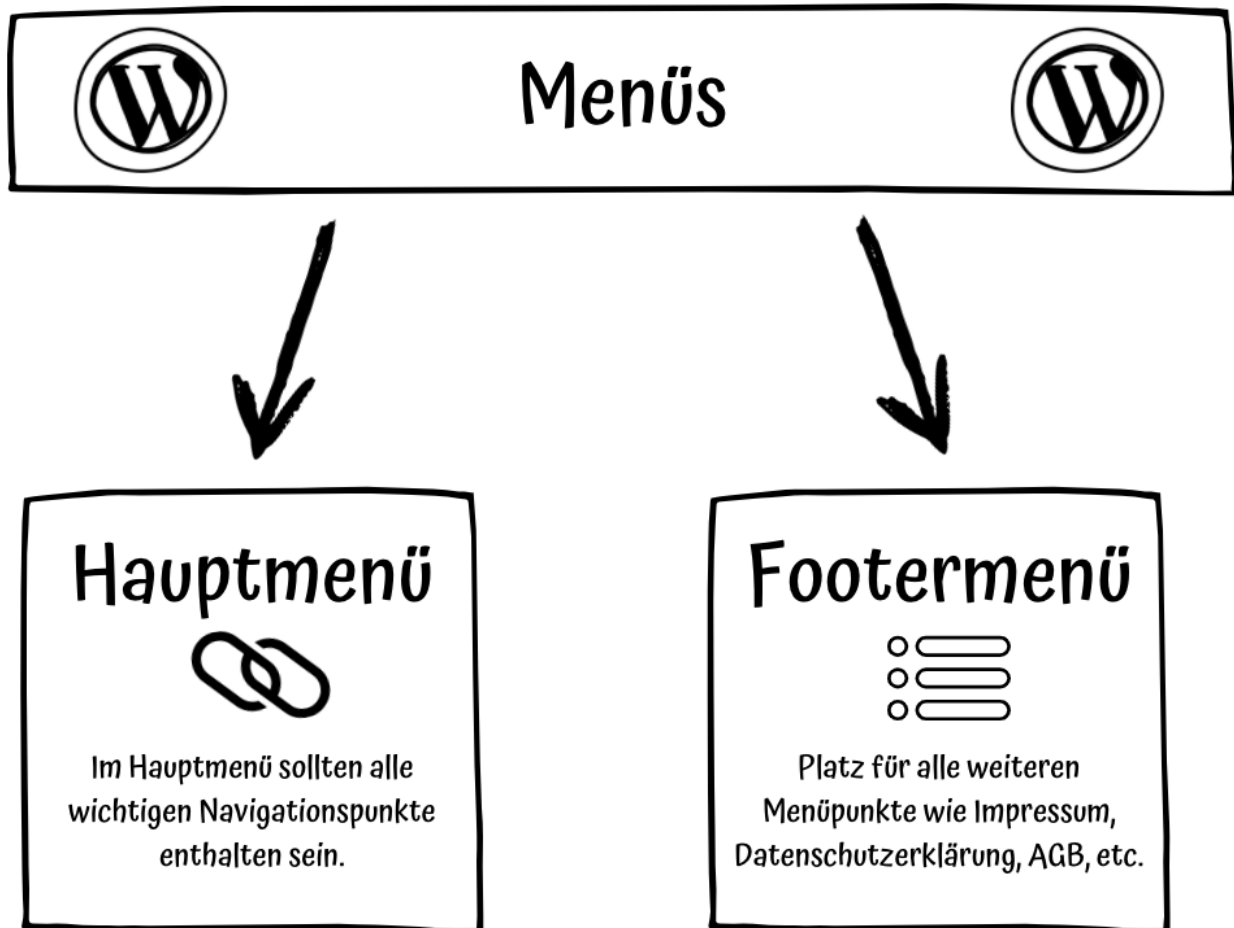 Menüs
Hauptmenü
Im Hauptmenü sollten alle
wichtigen Navigationspunkte
enthalten sein.
Footermenü
Platz für alle weiteren
Menüpunkte wie Impressum,
Datenschutzerklärung, AGB, etc.